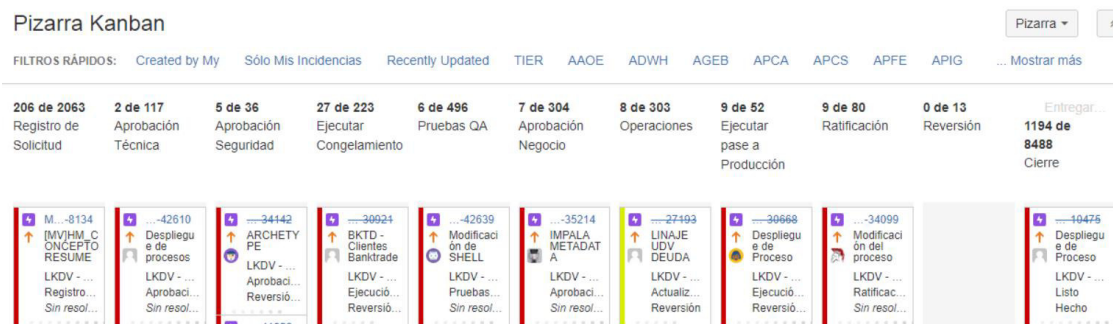 Pizarra Kanban
Pizarra
FILTROS RÁPIDOS: Created by My Sólo Mis Incidencias Recently Updated TIER AAOE ADWH AGEB APCA APCS APFE APIG ... Mostrar más
206 de 2063
Registro de
Solicitud
2 de 117
Aprobación
Técnica
5 de 36
Aprobación
Seguridad
27 de 223
Ejecutar
Congelamiento
6 de 496
Pruebas QA
7 de 304
Aprobación
Negocio
8 de 303
Operaciones
9 de 52
Ejecutar
pase a
Producción
9 de 80
Ratificación
0 de 13
Reversión
Entregar...
1194 de
8488
Cierre
M...-8134
[MV]HM_C
ONCEPTO
RESUME
LKDV - ...
Registro...
Sin resol...
...-42610
Despliegu
e de
procesos
LKDV - ...
Aprobaci...
Sin resol...
...-34142
ARCHETY
PE
LKDV - ...
Aprobaci...
Reversió...
...-30921
BKTD -
Clientes
Banktrade
LKDV - ...
Ejecució...
Reversió...
...-42639
Modificaci
ón de
SHELL
LKDV - ...
Pruebas...
Sin resol...
...-35214
IMPALA
METADAT
A
LKDV - ...
Aprobaci...
Sin resol...
...-27193
LINAJE
UDV
DEUDA
LKDV - ...
Actualiz...
Reversión
...-30668
Despliegu
e de
Proceso
LKDV - ...
Ejecució...
Reversió...
...-34099
Modificaci
ón del
proceso
LKDV - ...
Ratificac...
Sin resol...
...-10475
Despliegu
e de
Proceso
LKDV - ...
Listo
Hecho